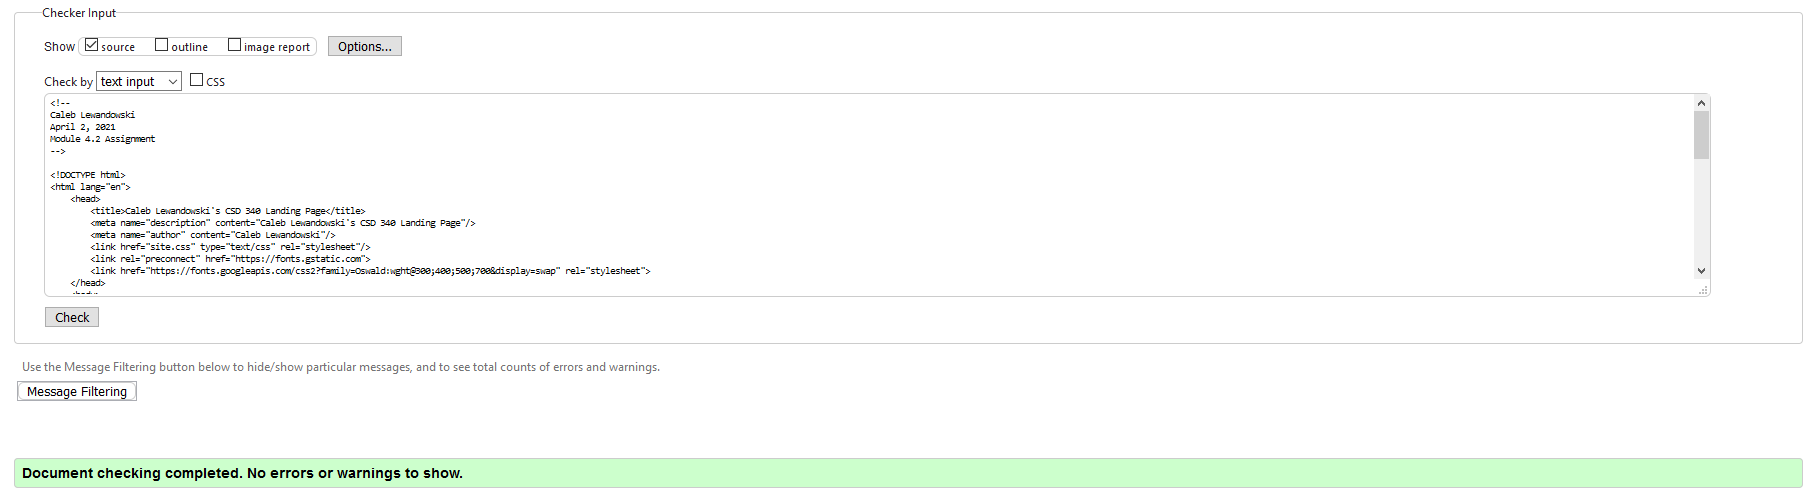 Checker Input
Show source outline image report Options...
Check by text input CSS
<!--
Caleb Lewandowski
April 2, 2021
Module 4.2 Assignment
-->
<!DOCTYPE html>
<html lang="en">
<head>
<title>Caleb Lewandowski's CSD 340 Landing Page</title>
<meta name="description" content="Caleb Lewandowski's CSD 340 Landing Page"/>
<meta name="author" content="Caleb Lewandowski"/>
<link href="site.css" type="text/css" rel="stylesheet"/>
<link rel="preconnect" href="https://fonts.gstatic.com">
<link href="https://fonts.googleapis.com/css2?family=Oswald:wght@300;400;500;700&display=swap" rel="stylesheet">
</head>
Check
Use the Message Filtering button below to hide/show particular messages, and to see total counts of errors and warnings.
Message Filtering
Document checking completed. No errors or warnings to show.